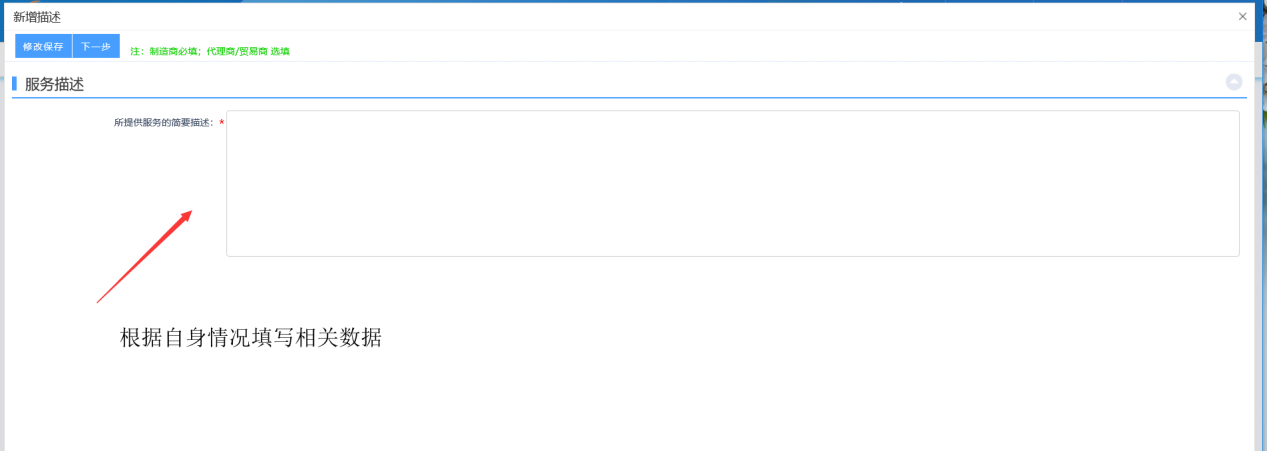 新增描述
修改保存 下一步 注：制造商必填；代理商/贸易商 选填
服务描述
所提供服务的简要描述：*
根据自身情况填写相关数据